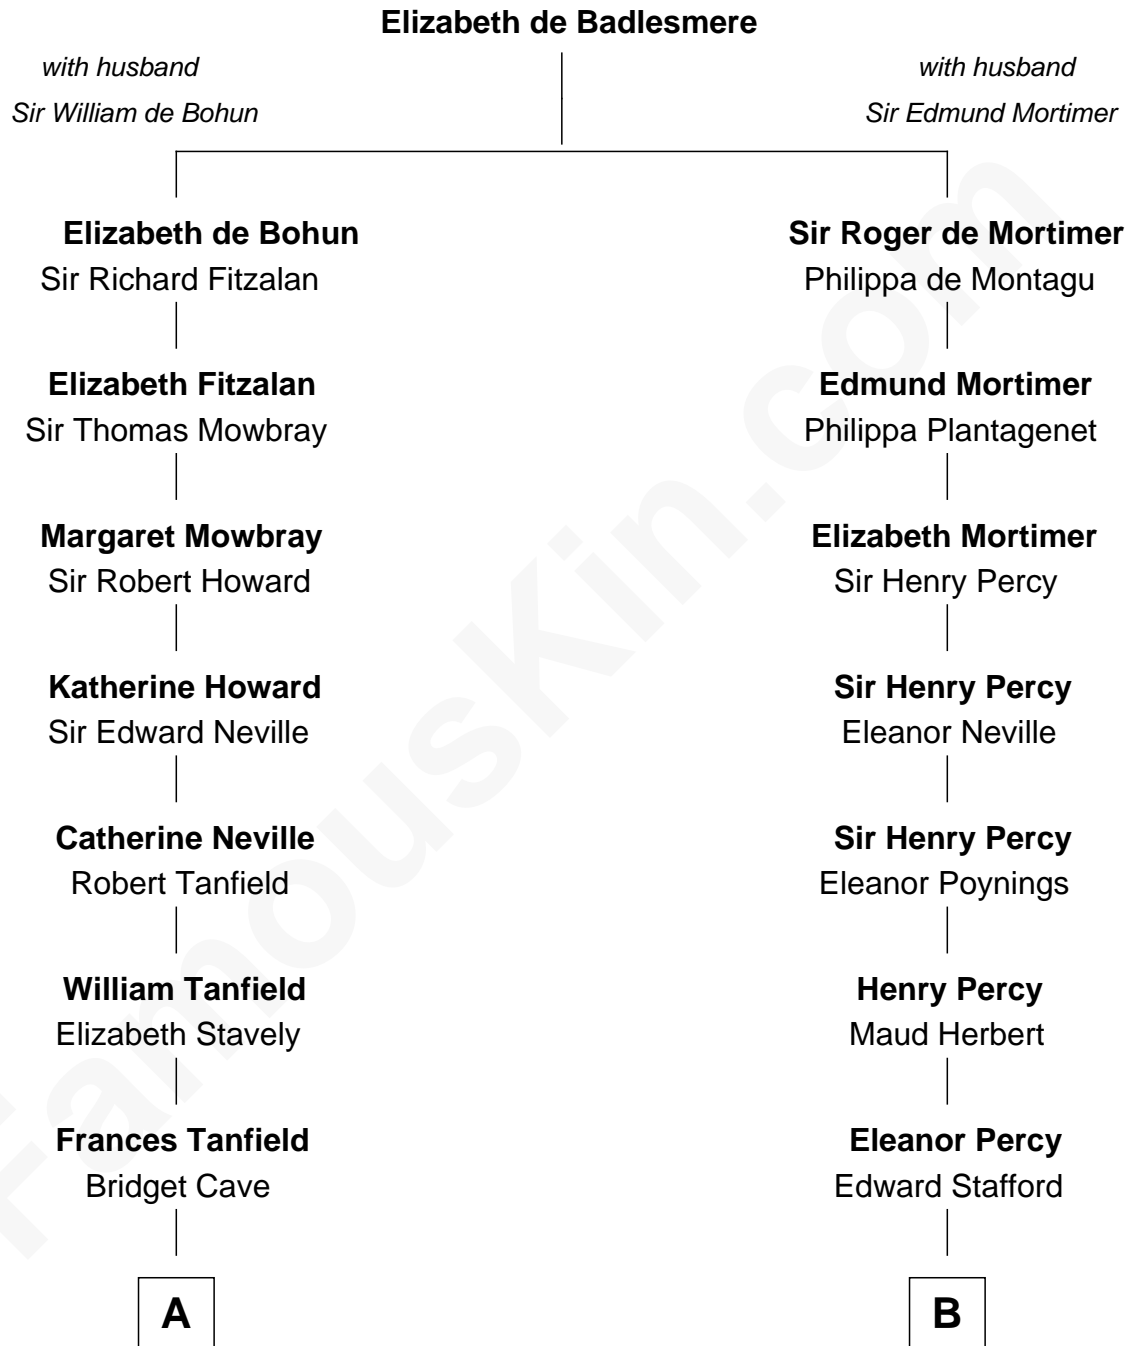 Elizabeth de Badlesmere
with husband
Sir William de Bohun
with husband
Sir Edmund Mortimer
Elizabeth de Bohun
Sir Richard Fitzalan
Sir Roger de Mortimer
Philippa de Montagu
Elizabeth Fitzalan
Sir Thomas Mowbray
Edmund Mortimer
Philippa Plantagenet
Margaret Mowbray
Sir Robert Howard
Elizabeth Mortimer
Sir Henry Percy
Katherine Howard
Sir Edward Neville
Sir Henry Percy
Eleanor Neville
Catherine Neville
Robert Tanfield
Sir Henry Percy
Eleanor Poynings
William Tanfield
Elizabeth Stavely
Henry Percy
Maud Herbert
Frances Tanfield
Bridget Cave
Eleanor Percy
Edward Stafford
A
B
FamousKin.com